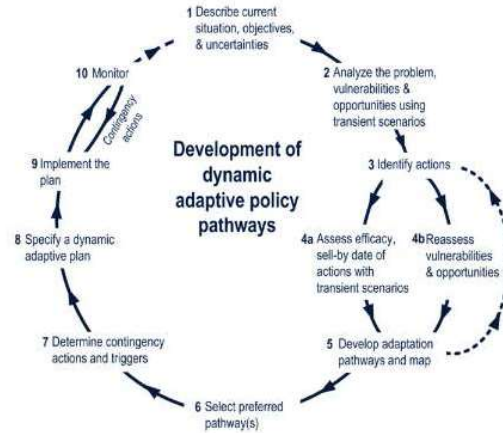 1 Describe current
situation, objectives,
& uncertainties
2 Analyze the problem,
vulnerabilities &
opportunities using
transient scenarios
3 Identify actions
4a Assess efficacy,
sell-by date of
actions with
transient scenarios
4b Reassess
vulnerabilities
& opportunities
5 Develop adaptation
pathways and map
6 Select preferred
pathway(s)
7 Determine contingency
actions and triggers
8 Specify a dynamic
adaptive plan
9 Implement the
plan
10 Monitor
Contingency
actions
Development of
dynamic
adaptive policy
pathways